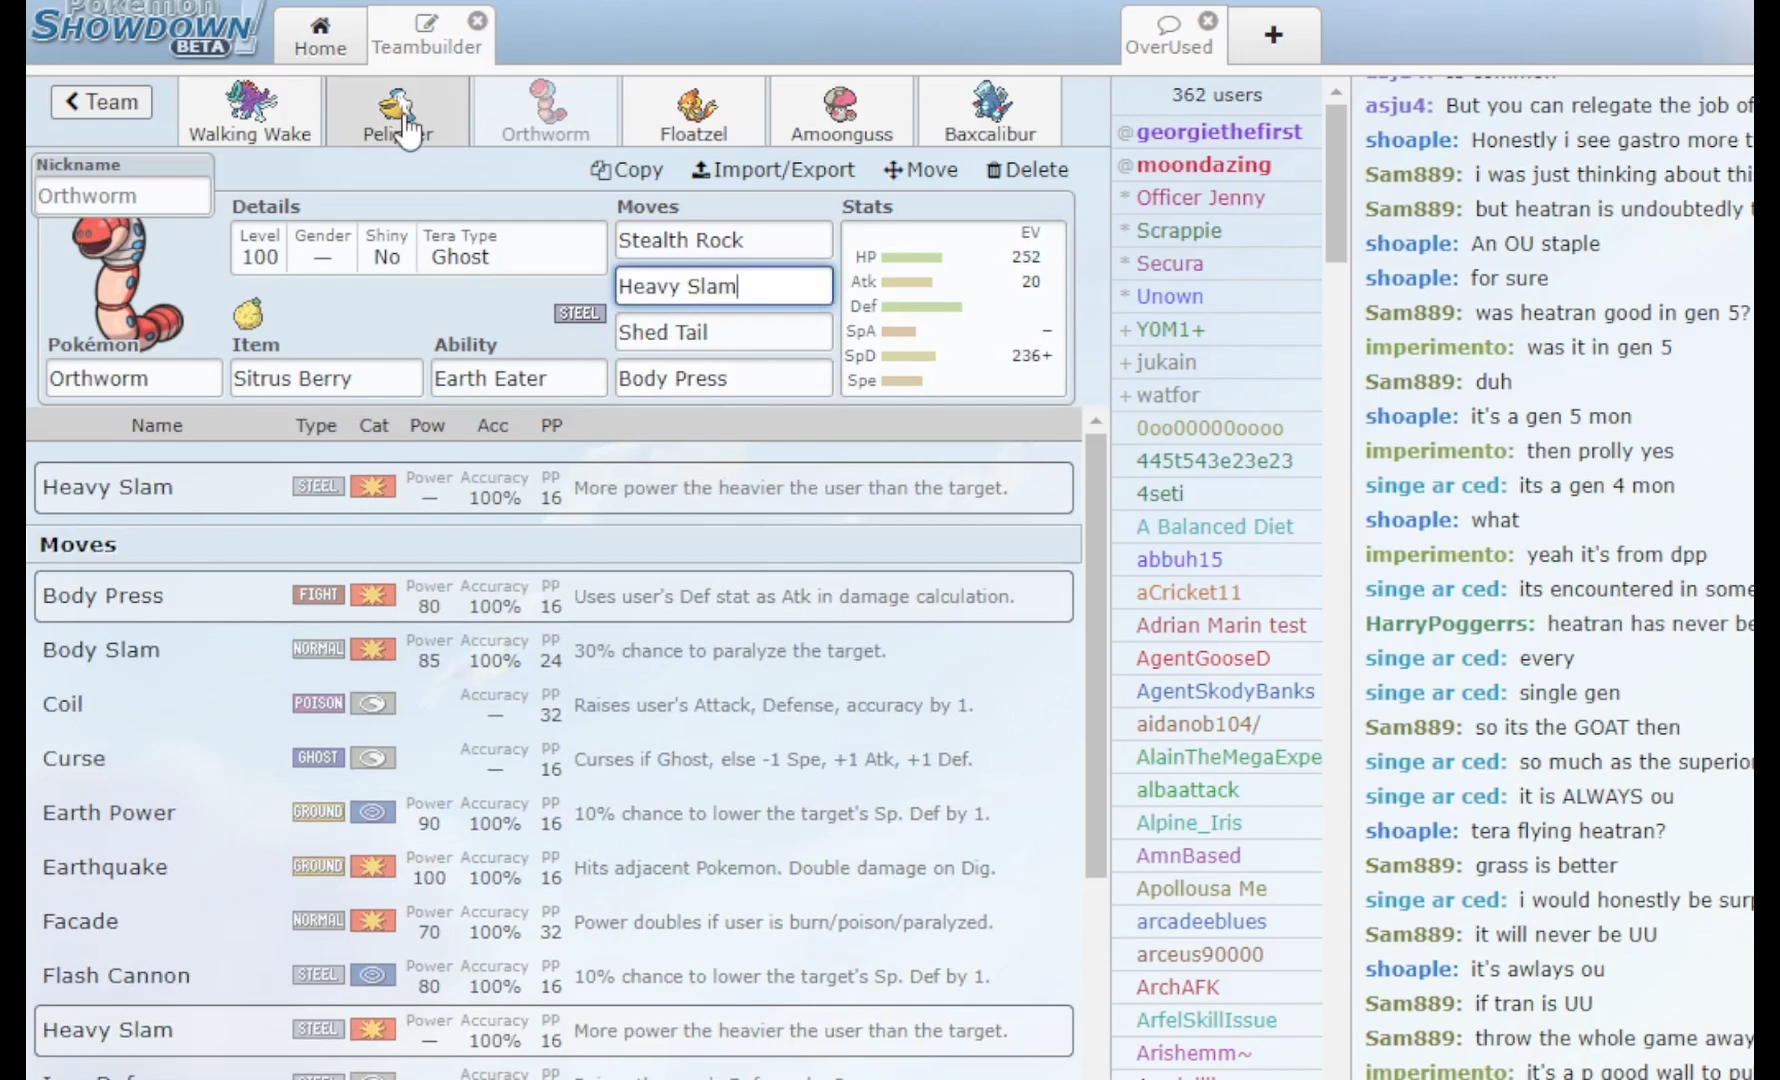 Pokémon
SHOWDOWN!
BETA
Home
Teambuilder
OverUsed
+
Team
Walking Wake
Orthworm
Floatzel
Amoonguss
Baxcalibur
Nickname
Orthworm
Copy
Import/Export
Move
Delete
Details
Level
100
Gender
—
Shiny
No
Tera Type
Ghost
STEEL
Pokémon
Orthworm
Item
Sitrus Berry
Ability
Earth Eater
Moves
Stealth Rock
Heavy Slam
Shed Tail
Body Press
Stats
EV
HP 252
Atk 20
Def
SpA –
SpD 236+
Spe
Name Type Cat Pow Acc PP
Heavy Slam STEEL Power — Accuracy 100% PP 16 More power the heavier the user than the target.
Moves
Body Press FIGHT Power 80 Accuracy 100% PP 16 Uses user's Def stat as Atk in damage calculation.
Body Slam NORMAL Power 85 Accuracy 100% PP 24 30% chance to paralyze the target.
Coil POISON Accuracy — PP 32 Raises user's Attack, Defense, accuracy by 1.
Curse GHOST Accuracy — PP 16 Curses if Ghost, else -1 Spe, +1 Atk, +1 Def.
Earth Power GROUND Power 90 Accuracy 100% PP 16 10% chance to lower the target's Sp. Def by 1.
Earthquake GROUND Power 100 Accuracy 100% PP 16 Hits adjacent Pokemon. Double damage on Dig.
Facade NORMAL Power 70 Accuracy 100% PP 32 Power doubles if user is burn/poison/paralyzed.
Flash Cannon STEEL Power 80 Accuracy 100% PP 16 10% chance to lower the target's Sp. Def by 1.
Heavy Slam STEEL Power — Accuracy 100% PP 16 More power the heavier the user than the target.
Accuracy PP
362 users
@georgiethefirst
@moondazing
* Officer Jenny
* Scrappie
* Secura
* Unown
+Y0M1+
+jukain
+watfor
0oo00000oooo
445t543e23e23
4seti
A Balanced Diet
abbuh15
aCricket11
Adrian Marin test
AgentGooseD
AgentSkodyBanks
aidanob104/
AlainTheMegaExpe
albaattack
Alpine_Iris
AmnBased
Apollousa Me
arcadeeblues
arceus90000
ArchAFK
ArfelSkillIssue
Arishemm~
asju4: But you can relegate the job of
shoaple: Honestly i see gastro more t
Sam889: i was just thinking about thi
Sam889: but heatran is undoubtedly
shoaple: An OU staple
shoaple: for sure
Sam889: was heatran good in gen 5?
imperimento: was it in gen 5
Sam889: duh
shoaple: it's a gen 5 mon
imperimento: then prolly yes
singe ar ced: its a gen 4 mon
shoaple: what
imperimento: yeah it's from dpp
singe ar ced: its encountered in some
HarryPoggerrs: heatran has never be
singe ar ced: every
singe ar ced: single gen
Sam889: so its the GOAT then
singe ar ced: so much as the superior
singe ar ced: it is ALWAYS ou
shoaple: tera flying heatran?
Sam889: grass is better
singe ar ced: i would honestly be surp
Sam889: it will never be UU
shoaple: it's awlays ou
Sam889: if tran is UU
Sam889: throw the whole game away
imperimento: it's a p good wall to pu